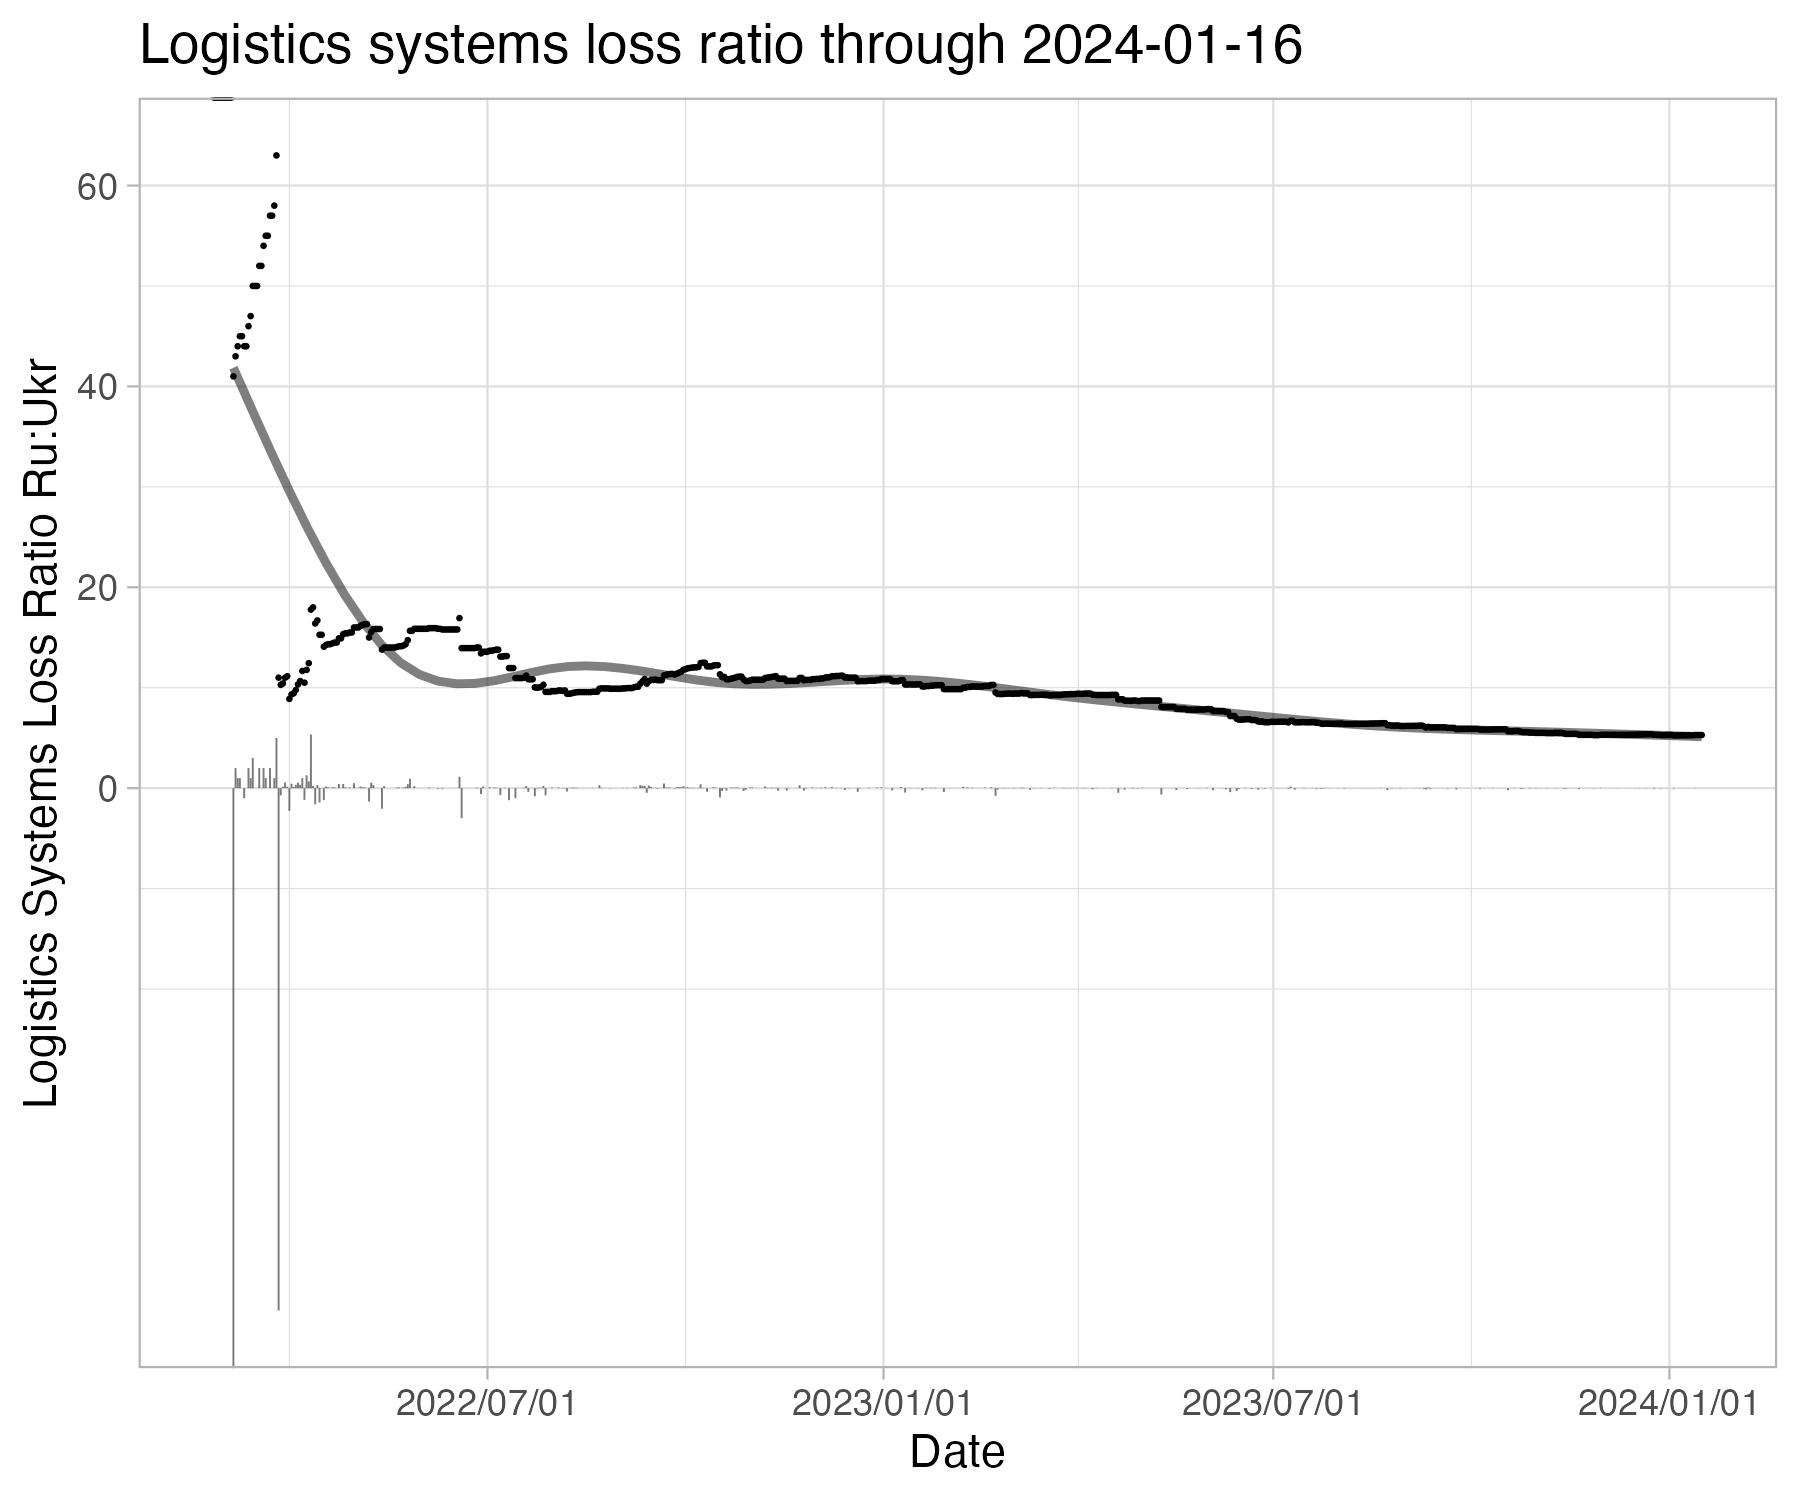 Logistics systems loss ratio through 2024-01-16
Logistics Systems Loss Ratio Ru:Ukr
60
40
20
0
2022/07/01
2023/01/01
2023/07/01
2024/01/01
Date